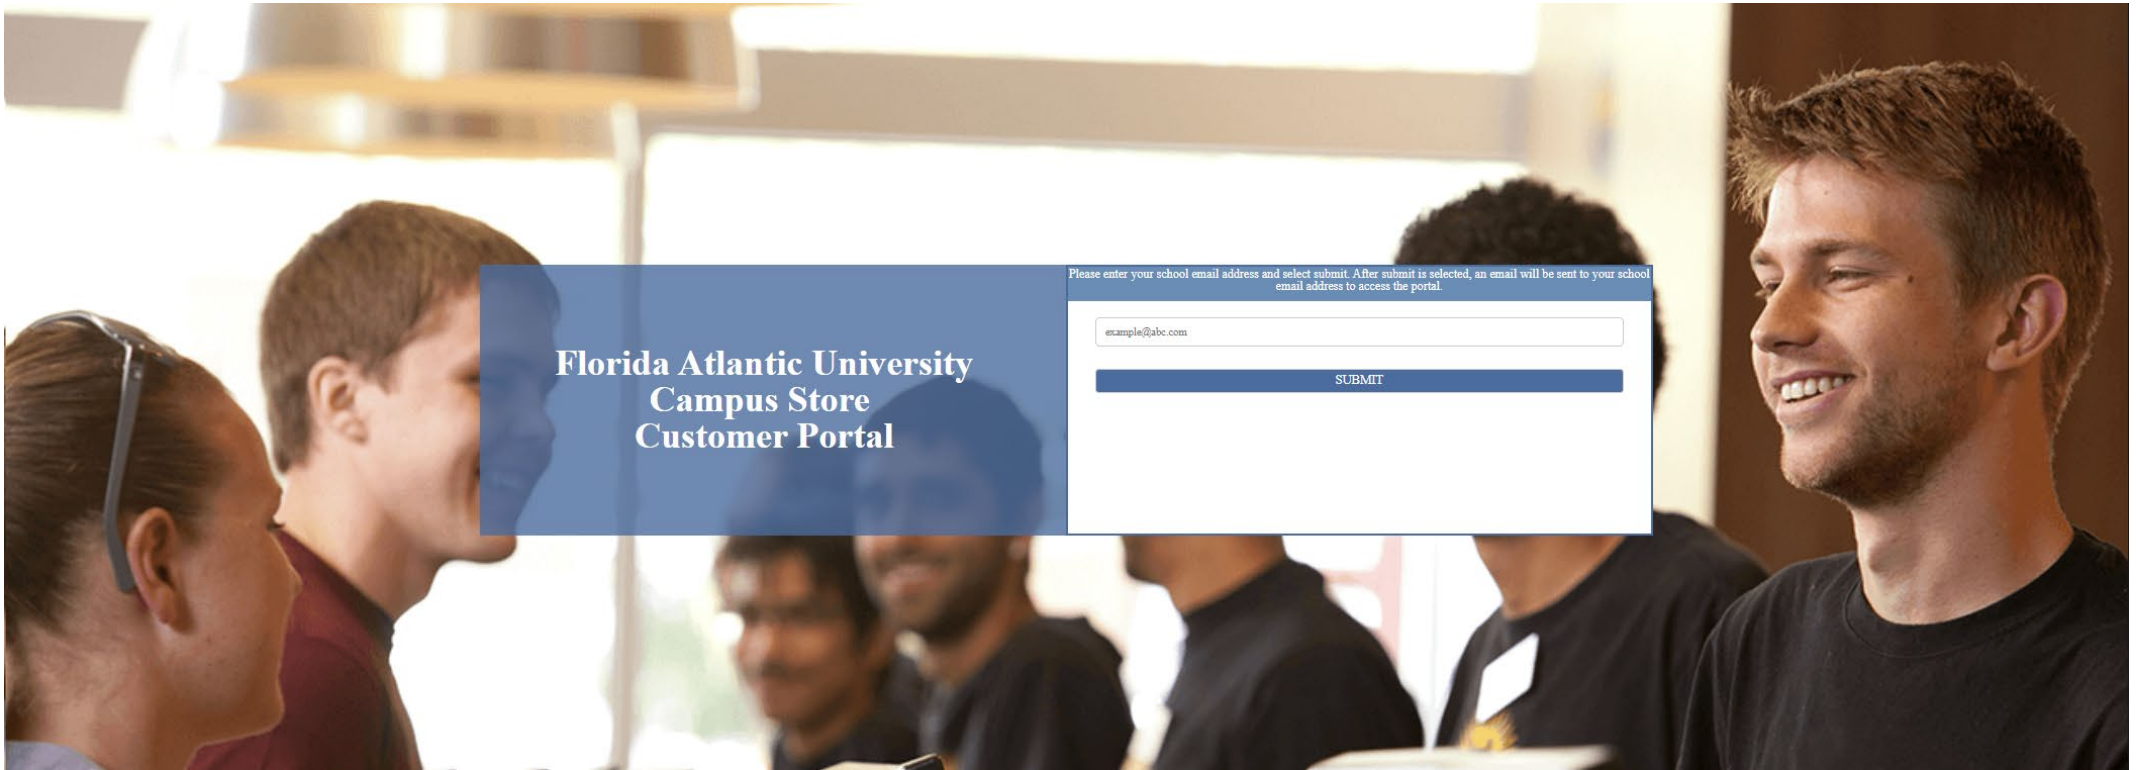 Florida Atlantic University
Campus Store
Customer Portal
Please enter your school email address and select submit. After submit is selected, an email will be sent to your school
email address to access the portal.
example@abc.com
SUBMIT